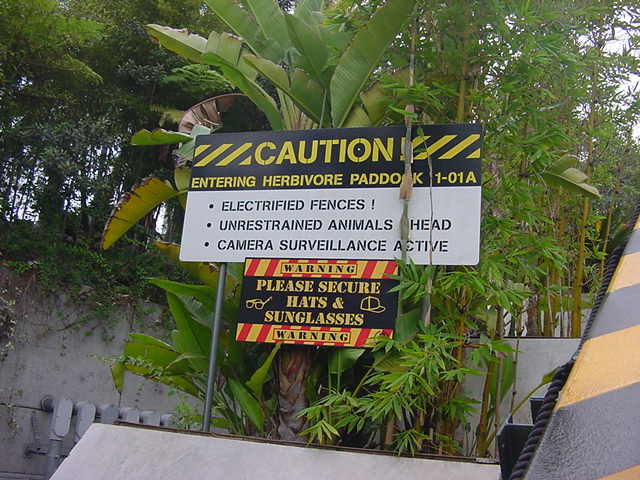 CAUTION!
ENTERING HERBIVORE PADDOCK 1-01A
• ELECTRIFIED FENCES !
• UNRESTRAINED ANIMALS AHEAD
• CAMERA SURVEILLANCE ACTIVE
WARNING
PLEASE SECURE
HATS &
SUNGLASSES
WARNING